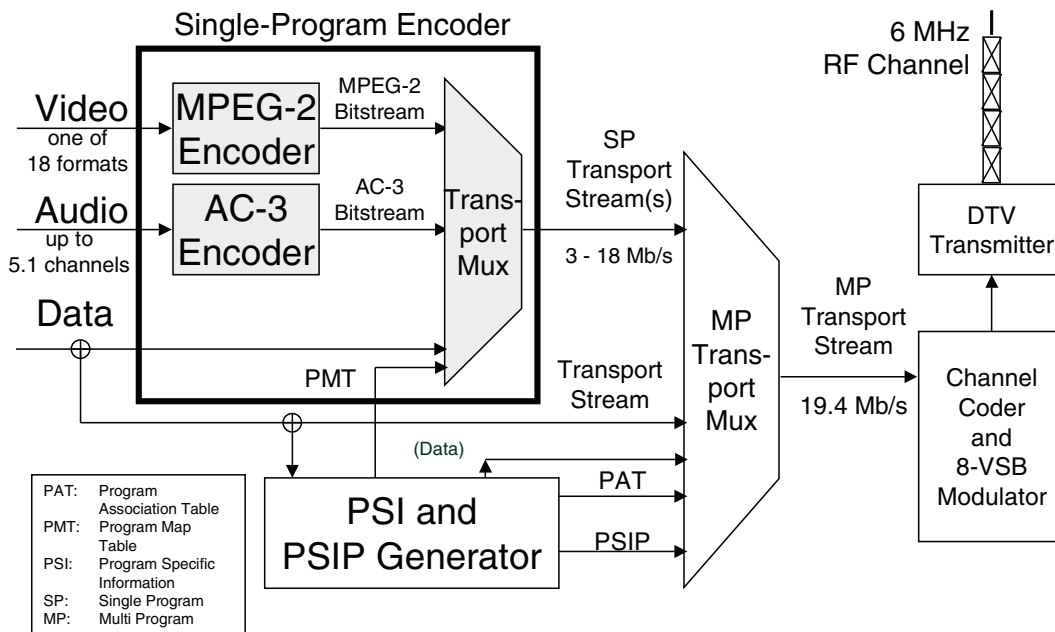 Single-Program Encoder
6 MHz
RF Channel
Video
one of
18 formats
MPEG-2
Encoder
MPEG-2
Bitstream
Audio
up to
5.1 channels
AC-3
Encoder
AC-3
Bitstream
Trans-
port
Mux
SP
Transport
Stream(s)
3 - 18 Mb/s
DTV
Transmitter
Data
PMT
Transport
Stream
MP
Trans-
port
Mux
MP
Transport
Stream
19.4 Mb/s
Channel
Coder
and
8-VSB
Modulator
(Data)
PAT
PSIP
PSI and
PSIP Generator
PAT: Program
Association Table
PMT: Program Map
Table
PSI: Program Specific
Information
SP: Single Program
MP: Multi Program